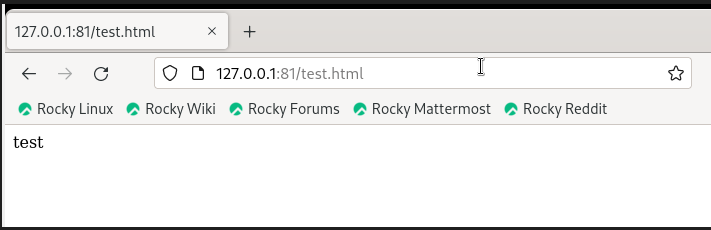 127.0.0.1:81/test.html
127.0.0.1:81/test.html
Rocky Linux Rocky Wiki Rocky Forums Rocky Mattermost Rocky Reddit
test